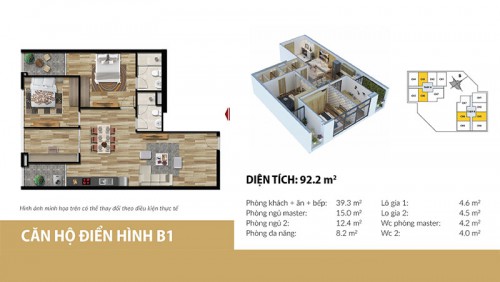 Hình ảnh minh họa trên có thể thay đổi theo điều kiện thực tế
CĂN HỘ ĐIỂN HÌNH B1
DIỆN TÍCH: 92.2 m²
Phòng khách + ăn + bếp: 39.3 m²
Phòng ngủ master: 15.0 m²
Phòng ngủ 2: 12.4 m²
Phòng đa năng: 8.2 m²
Lô gia 1: 4.6 m²
Lo gia 2: 4.5 m²
Wc phòng master: 4.2 m²
Wc 2: 4.0 m²